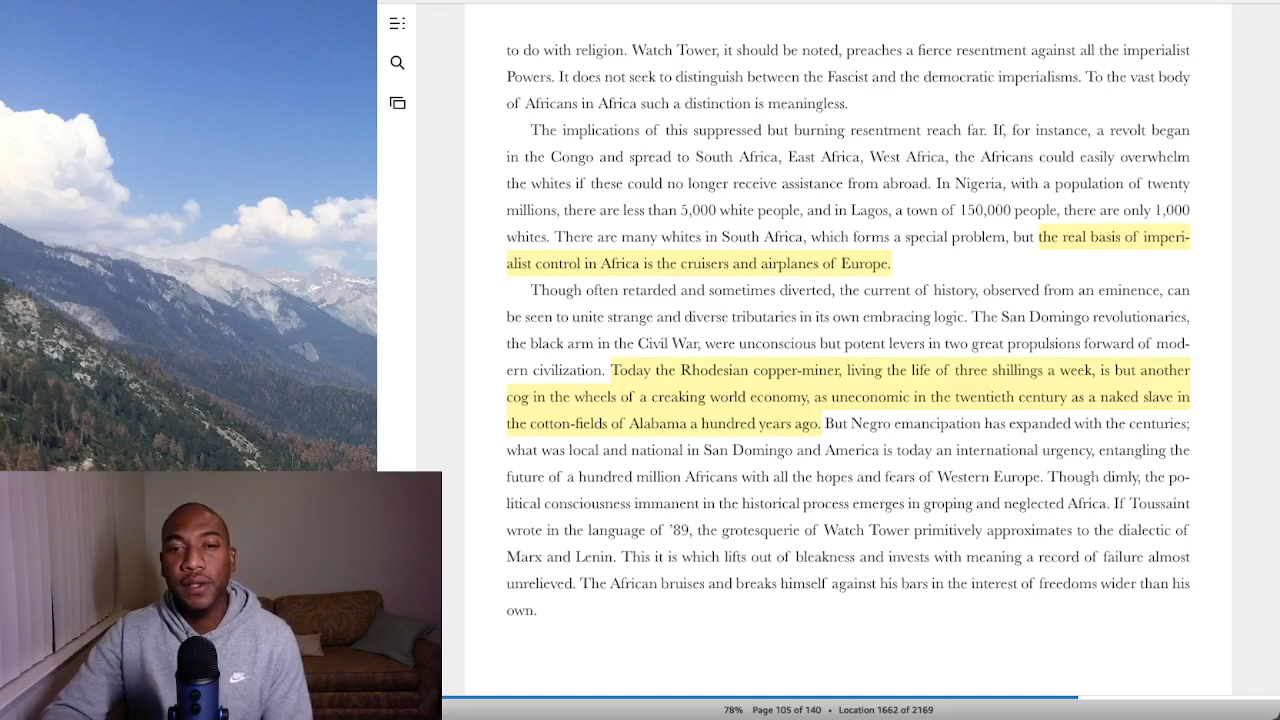 to do with religion. Watch Tower, it should be noted, preaches a fierce resentment against all the imperialist
Powers. It does not seek to distinguish between the Fascist and the democratic imperialisms. To the vast body
of Africans in Africa such a distinction is meaningless.
The implications of this suppressed but burning resentment reach far. If, for instance, a revolt began
in the Congo and spread to South Africa, East Africa, West Africa, the Africans could easily overwhelm
the whites if these could no longer receive assistance from abroad. In Nigeria, with a population of twenty
millions, there are less than 5,000 white people, and in Lagos, a town of 150,000 people, there are only 1,000
whites. There are many whites in South Africa, which forms a special problem, but the real basis of imperi-
alist control in Africa is the cruisers and airplanes of Europe.
Though often retarded and sometimes diverted, the current of history, observed from an eminence, can
be seen to unite strange and diverse tributaries in its own embracing logic. The San Domingo revolutionaries,
the black arm in the Civil War, were unconscious but potent levers in two great propulsions forward of mod-
ern civilization. Today the Rhodesian copper-miner, living the life of three shillings a week, is but another
cog in the wheels of a creaking world economy, as uneconomic in the twentieth century as a naked slave in
the cotton-fields of Alabama a hundred years ago. But Negro emancipation has expanded with the centuries;
what was local and national in San Domingo and America is today an international urgency, entangling the
future of a hundred million Africans with all the hopes and fears of Western Europe. Though dimly, the po-
litical consciousness immanent in the historical process emerges in groping and neglected Africa. If Toussaint
wrote in the language of ’89, the grotesquerie of Watch Tower primitively approximates to the dialectic of
Marx and Lenin. This it is which lifts out of bleakness and invests with meaning a record of failure almost
unrelieved. The African bruises and breaks himself against his bars in the interest of freedoms wider than his
own.
78% Page 105 of 140 • Location 1662 of 2169